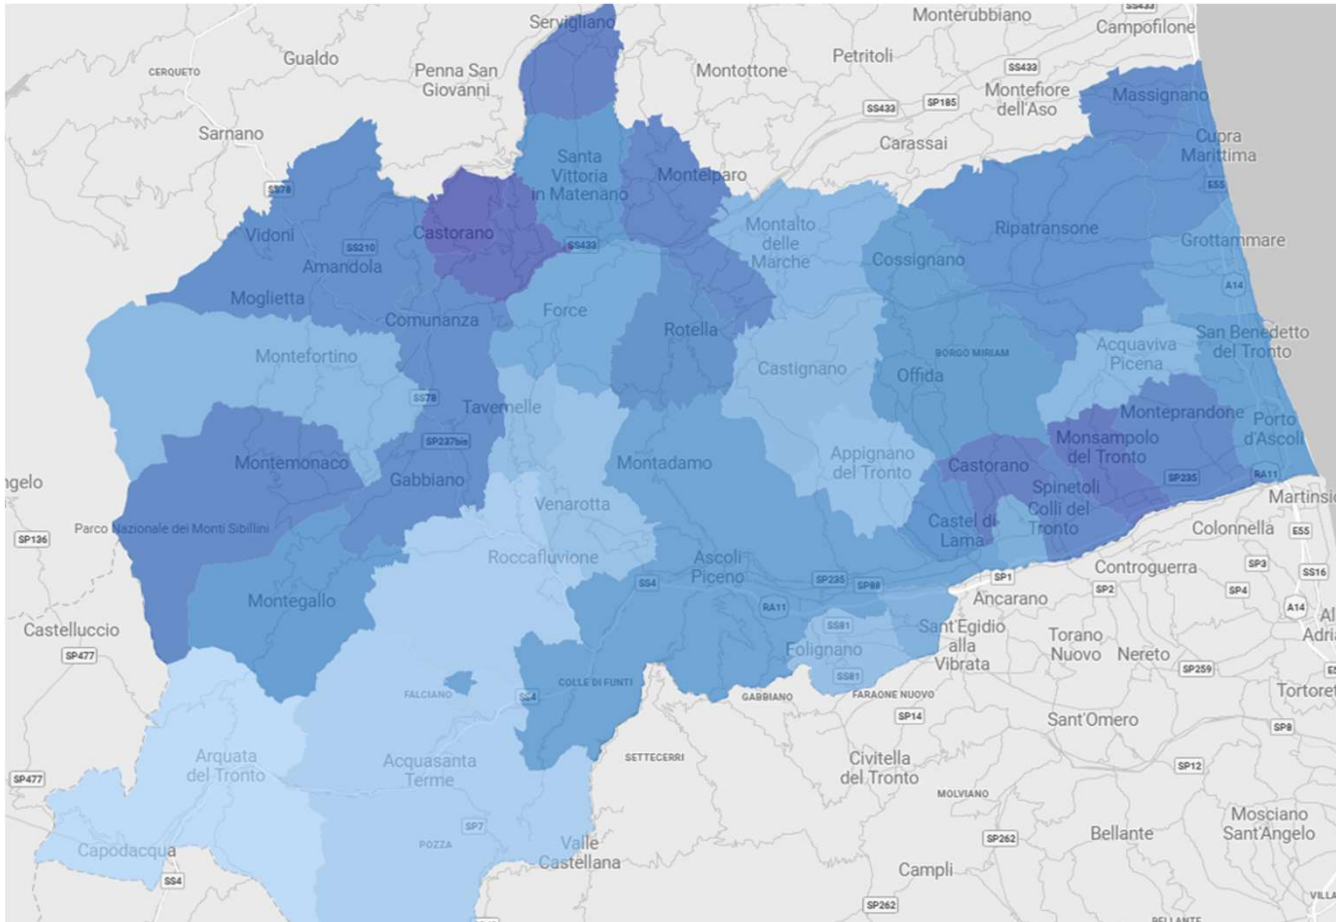 SS433
Monterubbiano
Campofilone
Servigliano
Gualdo
Petritoli
CERQUETO
Penna San
Giovanni
Montottone
SS433
Montefiore
dell'Aso
SP185
SS433
Massignano
Sarnano
Carassai
Cupra
Marittima
Santa
Vittoria
in Matenano
Montelparo
SS78
E55
Vidoni
SS210
Castorano
SS433
Montalto
delle
Marche
Ripatransone
Grottammare
Amandola
Cossignano
Moglietta
A14
Comunanza
Force
Rotella
San Benedetto
del Tronto
Montefortino
BORGO MIRIAM
Acquaviva
Picena
Castignano
Offida
SS78
Tavernelle
Monteprandone
Porto
d'Ascoli
SP237bis
Monsampolo
del Tronto
Montemonaco
Montadamo
Appignano
del Tronto
Castorano
Gabbiano
SP235
RA11
ngelo
Spinetoli
Martinsic
Venarotta
Colli del
Tronto
Castel di
Lama
Parco Nazionale dei Monti Sibillini
Colonnella
E55
SP136
Roccafluvione
Ascoli
Piceno
Controguerra
SP3
SS16
SS4
SP235
SP88
SP1
SP2
SP4
Montegallo
RA11
Ancarano
A14
Castelluccio
SS81
Sant'Egidio
alla
Vibrata
Torano
Nuovo
Nereto
Al
Adria
SP477
Folignano
SP259
E5
COLLE DI FUNTI
SS81
FALCIANO
SS4
GABBIANO
FARAONE NUOVO
Tortoret
SP14
Sant'Omero
SP8
Arquata
del Tronto
Acquasanta
Terme
SETTECERRI
Civitella
del Tronto
SP12
SP477
MOLVIANO
SP7
Mosciano
Sant'Angelo
Capodacqua
POZZA
Valle
Castellana
SP262
Bellante
SS4
Campli
VILLA
SP262
BELLANTE